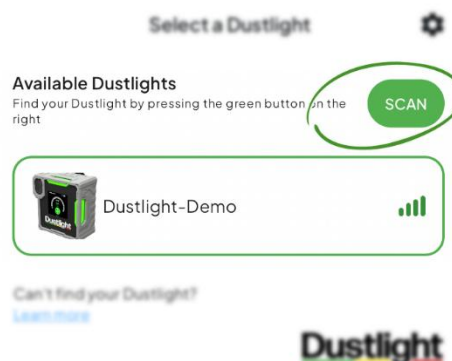 Select a Dustlight
Available Dustlights
Find your Dustlight by pressing the green button on the
right
SCAN
Dustlight
Dustlight-Demo
Can't find your Dustlight?
Learn more
Dustlight